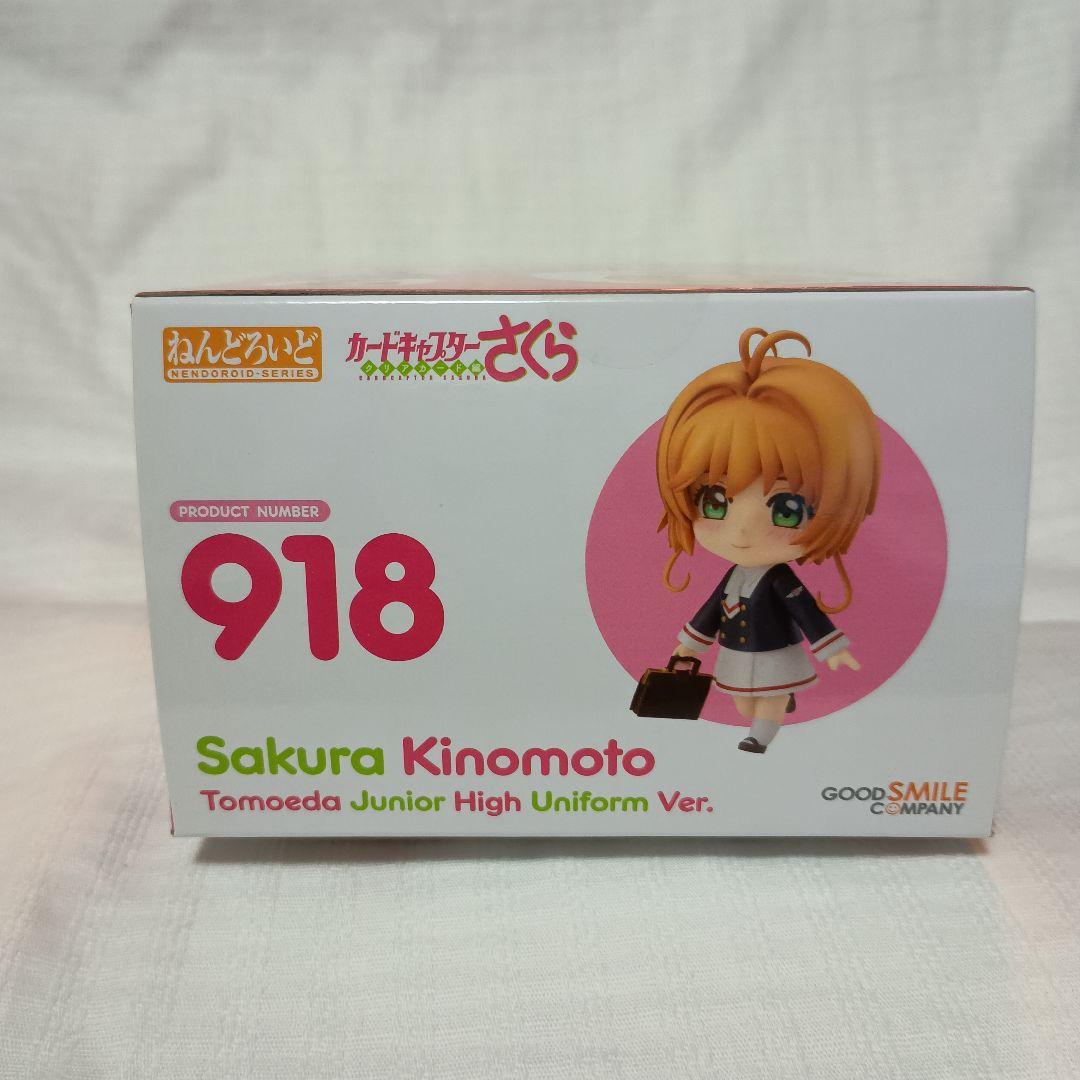 ねんどろいど
NENDOROID-SERIES
カードキャプターさくら
クリアカード編
CARDCAPTOR SAKURA
PRODUCT NUMBER
918
Sakura Kinomoto
Tomoeda Junior High Uniform Ver.
GOOD SMILE
COMPANY